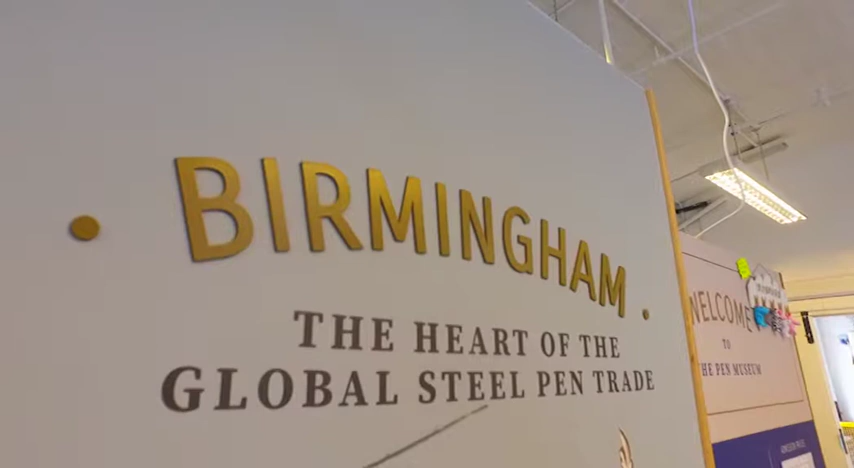 • BIRMINGHAM •
THE HEART OF THE
GLOBAL STEEL PEN TRADE
WELCOME
TO
THE PEN MUSEUM